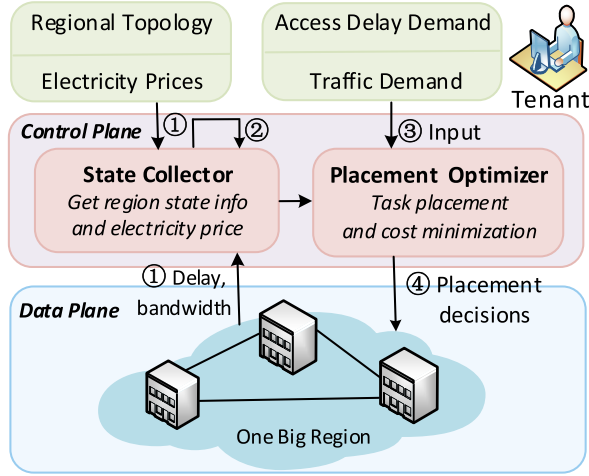 Regional Topology
Electricity Prices
Access Delay Demand
Traffic Demand
Tenant
Control Plane
①
②
③ Input
State Collector
Get region state info
and electricity price
Placement Optimizer
Task placement
and cost minimization
① Delay,
bandwidth
④ Placement
decisions
Data Plane
One Big Region